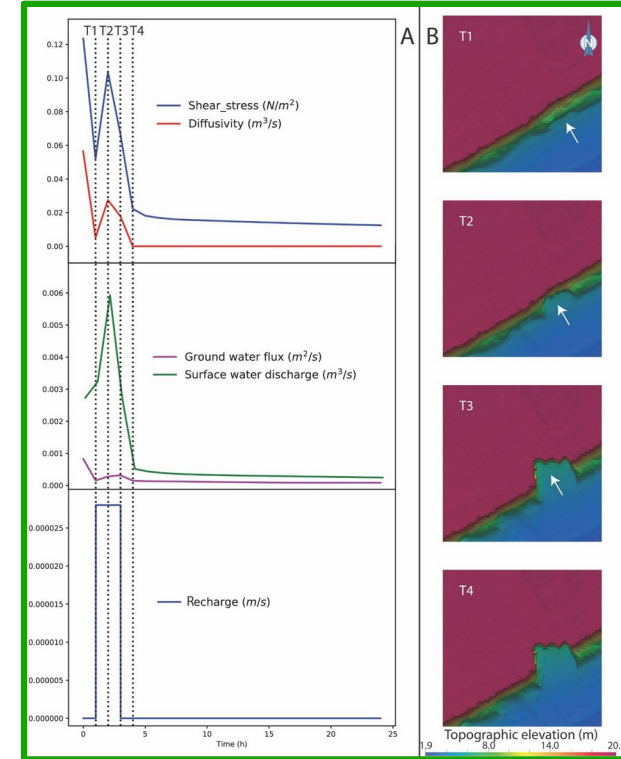 T1 T2 T3 T4
A
0.12
0.10
0.08
0.06
0.04
0.02
0.00
Shear_stress (N/m²)
Diffusivity (m³/s)
0.006
0.005
0.004
0.003
0.002
0.001
0.000
Ground water flux (m²/s)
Surface water discharge (m³/s)
0.000025
0.000020
0.000015
0.000010
0.000005
0.000000
Recharge (m/s)
0 5 10 15 20 25
Time (h)
B
T1
N
T2
T3
T4
Topographic elevation (m)
1.9 8.0 14.0 20.